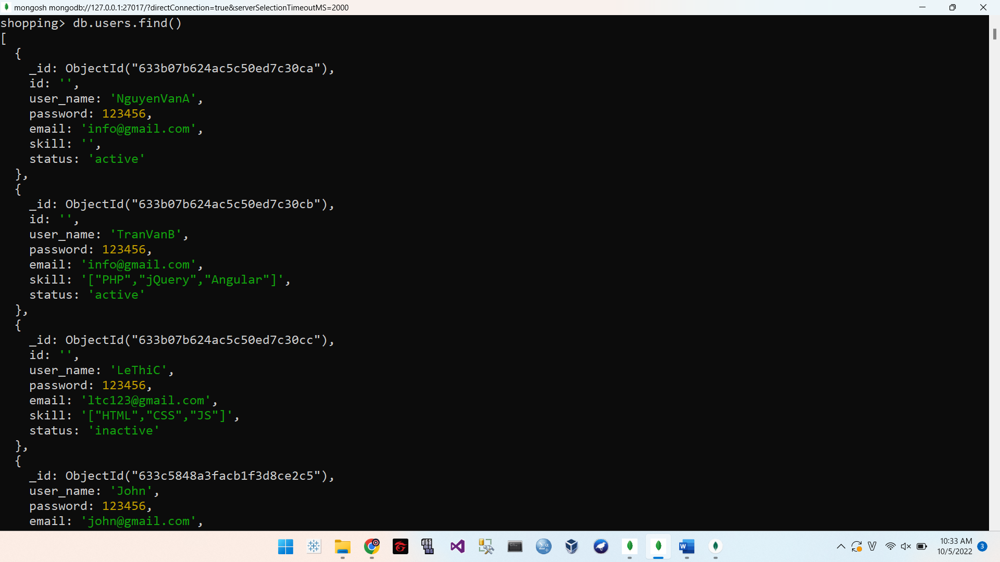 mongosh mongodb://127.0.0.1:27017/?directConnection=true&serverSelectionTimeoutMS=2000
shopping> db.users.find()
[
  {
    _id: ObjectId("633b07b624ac5c50ed7c30ca"),
    id: '',
    user_name: 'NguyenVanA',
    password: 123456,
    email: 'info@gmail.com',
    skill: '',
    status: 'active'
  },
  {
    _id: ObjectId("633b07b624ac5c50ed7c30cb"),
    id: '',
    user_name: 'TranVanB',
    password: 123456,
    email: 'info@gmail.com',
    skill: '["PHP","jQuery","Angular"]',
    status: 'active'
  },
  {
    _id: ObjectId("633b07b624ac5c50ed7c30cc"),
    id: '',
    user_name: 'LeThiC',
    password: 123456,
    email: 'ltc123@gmail.com',
    skill: '["HTML","CSS","JS"]',
    status: 'inactive'
  },
  {
    _id: ObjectId("633c5848a3facb1f3d8ce2c5"),
    user_name: 'John',
    password: 123456,
    email: 'john@gmail.com',
10:33 AM
10/5/2022
3